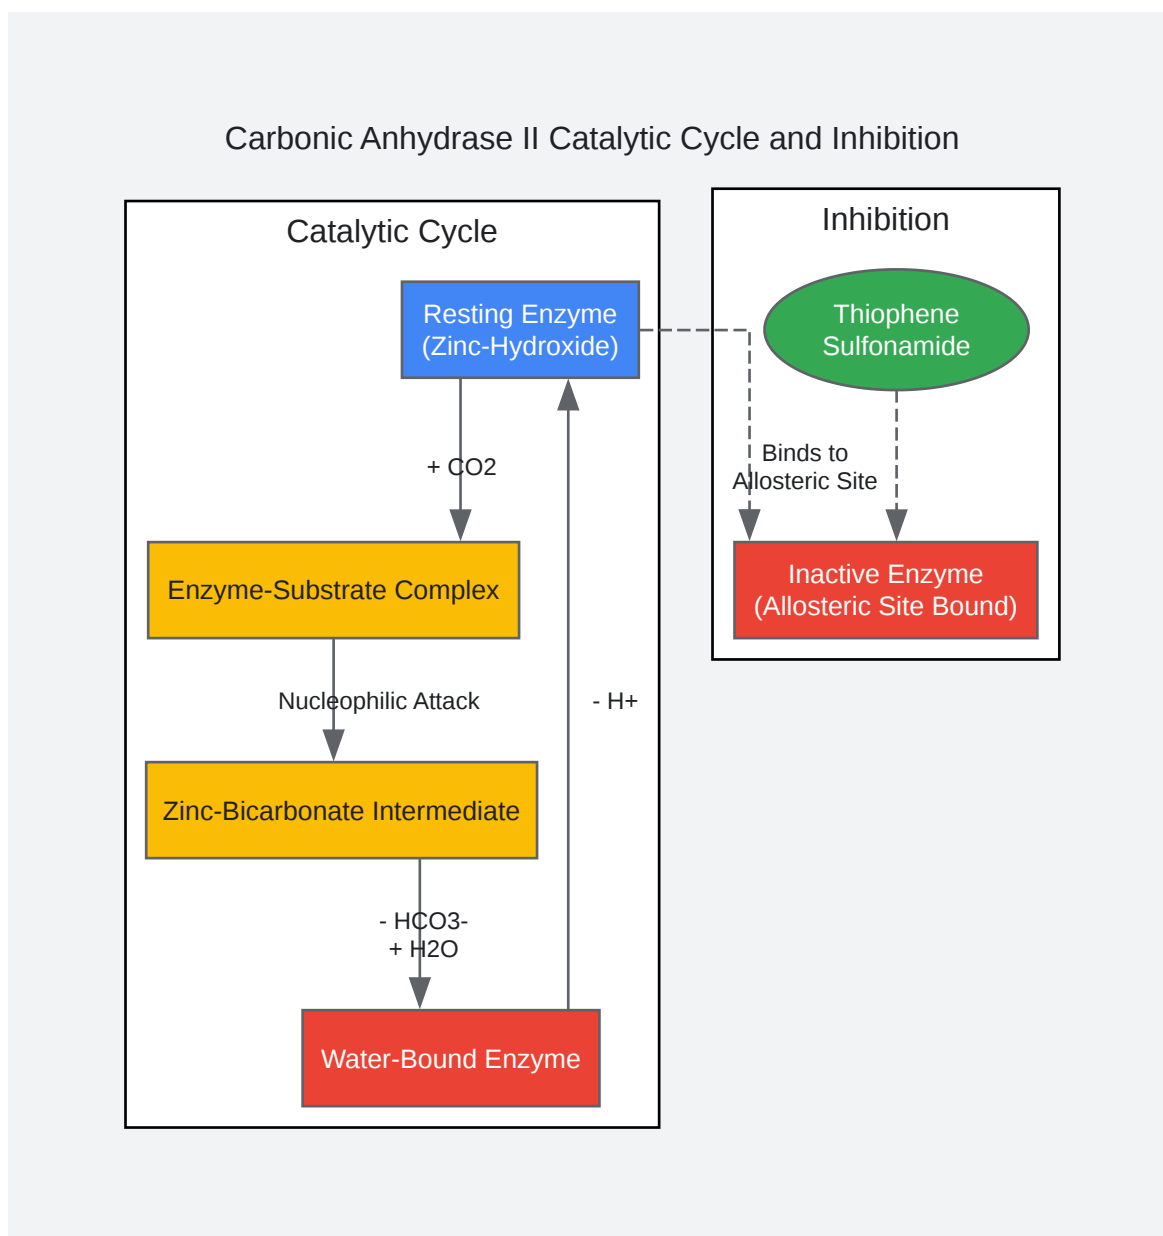 Carbonic Anhydrase II Catalytic Cycle and Inhibition
Catalytic Cycle
Resting Enzyme
(Zinc-Hydroxide)
+ CO2
Enzyme-Substrate Complex
Nucleophilic Attack
- H+
Zinc-Bicarbonate Intermediate
- HCO3-
+ H2O
Water-Bound Enzyme
Inhibition
Thiophene
Sulfonamide
Binds to
Allosteric Site
Inactive Enzyme
(Allosteric Site Bound)